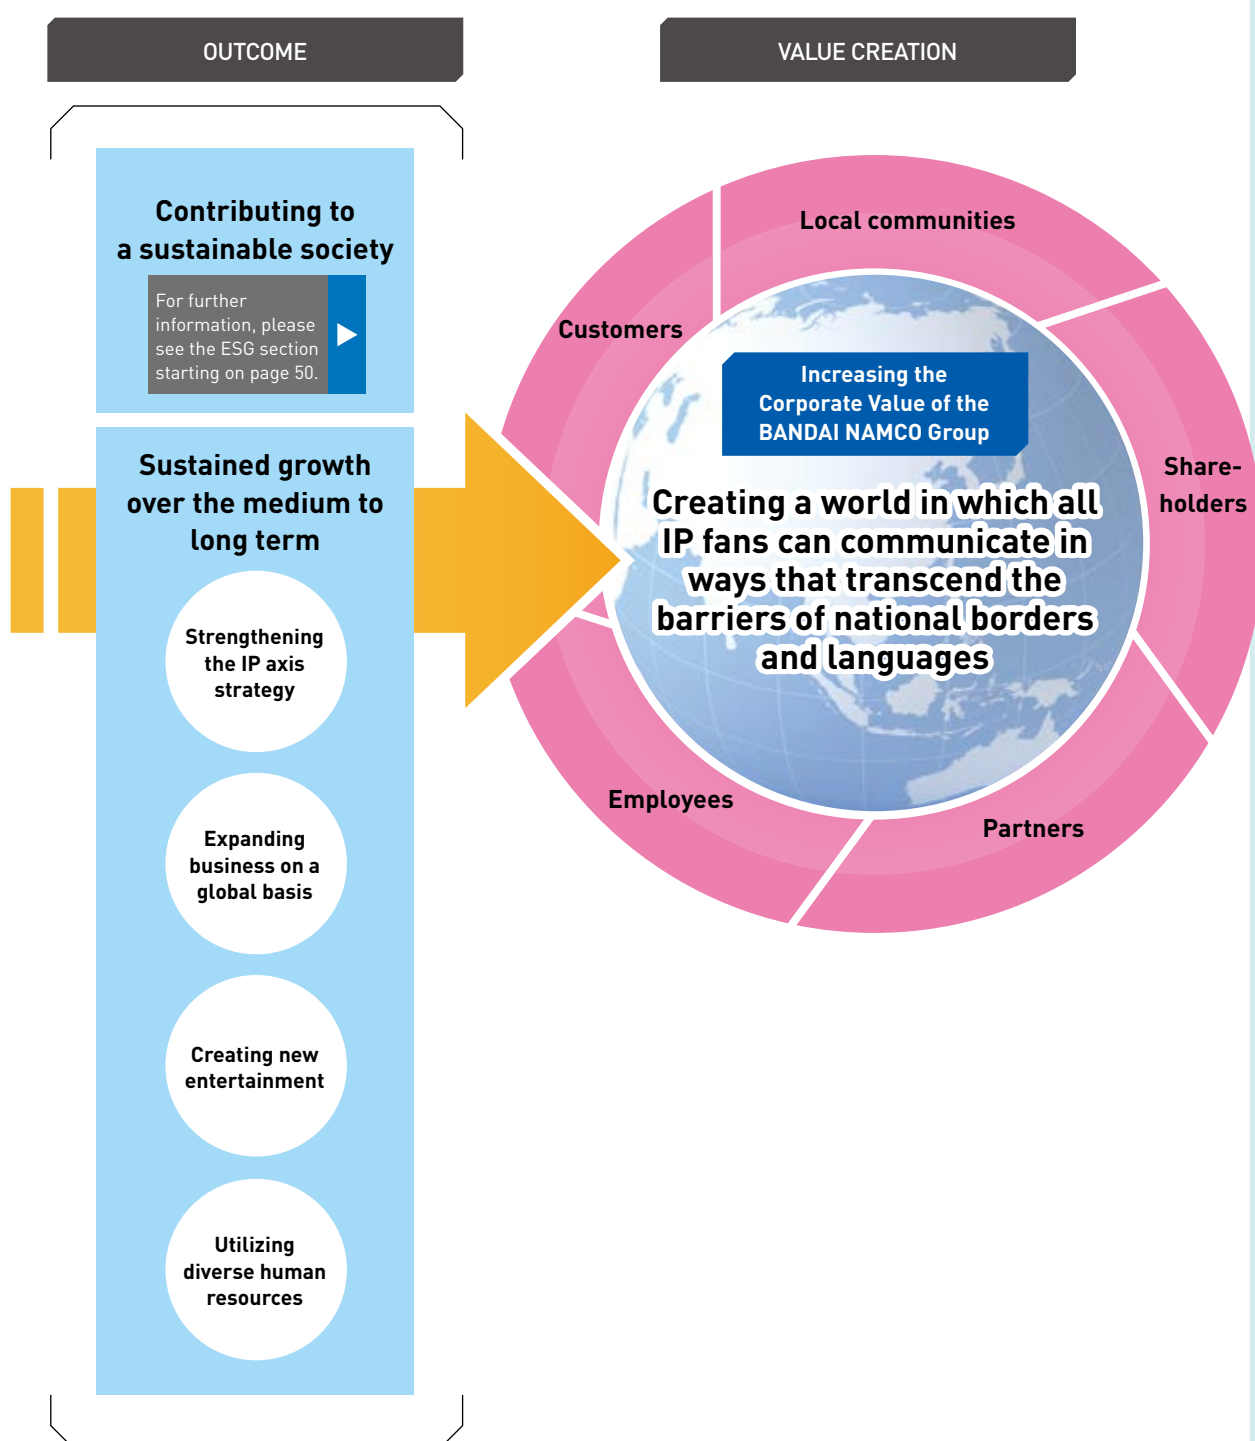 OUTCOME
Contributing to
a sustainable society
For further
information, please
see the ESG section
starting on page 50.
Sustained growth
over the medium to
long term
Strengthening
the IP axis
strategy
Expanding
business on a
global basis
Creating new
entertainment
Utilizing
diverse human
resources
VALUE CREATION
Local communities
Customers
Share-
holders
Increasing the
Corporate Value of the
BANDAI NAMCO Group
Creating a world in which all
IP fans can communicate in
ways that transcend the
barriers of national borders
and languages
Employees
Partners